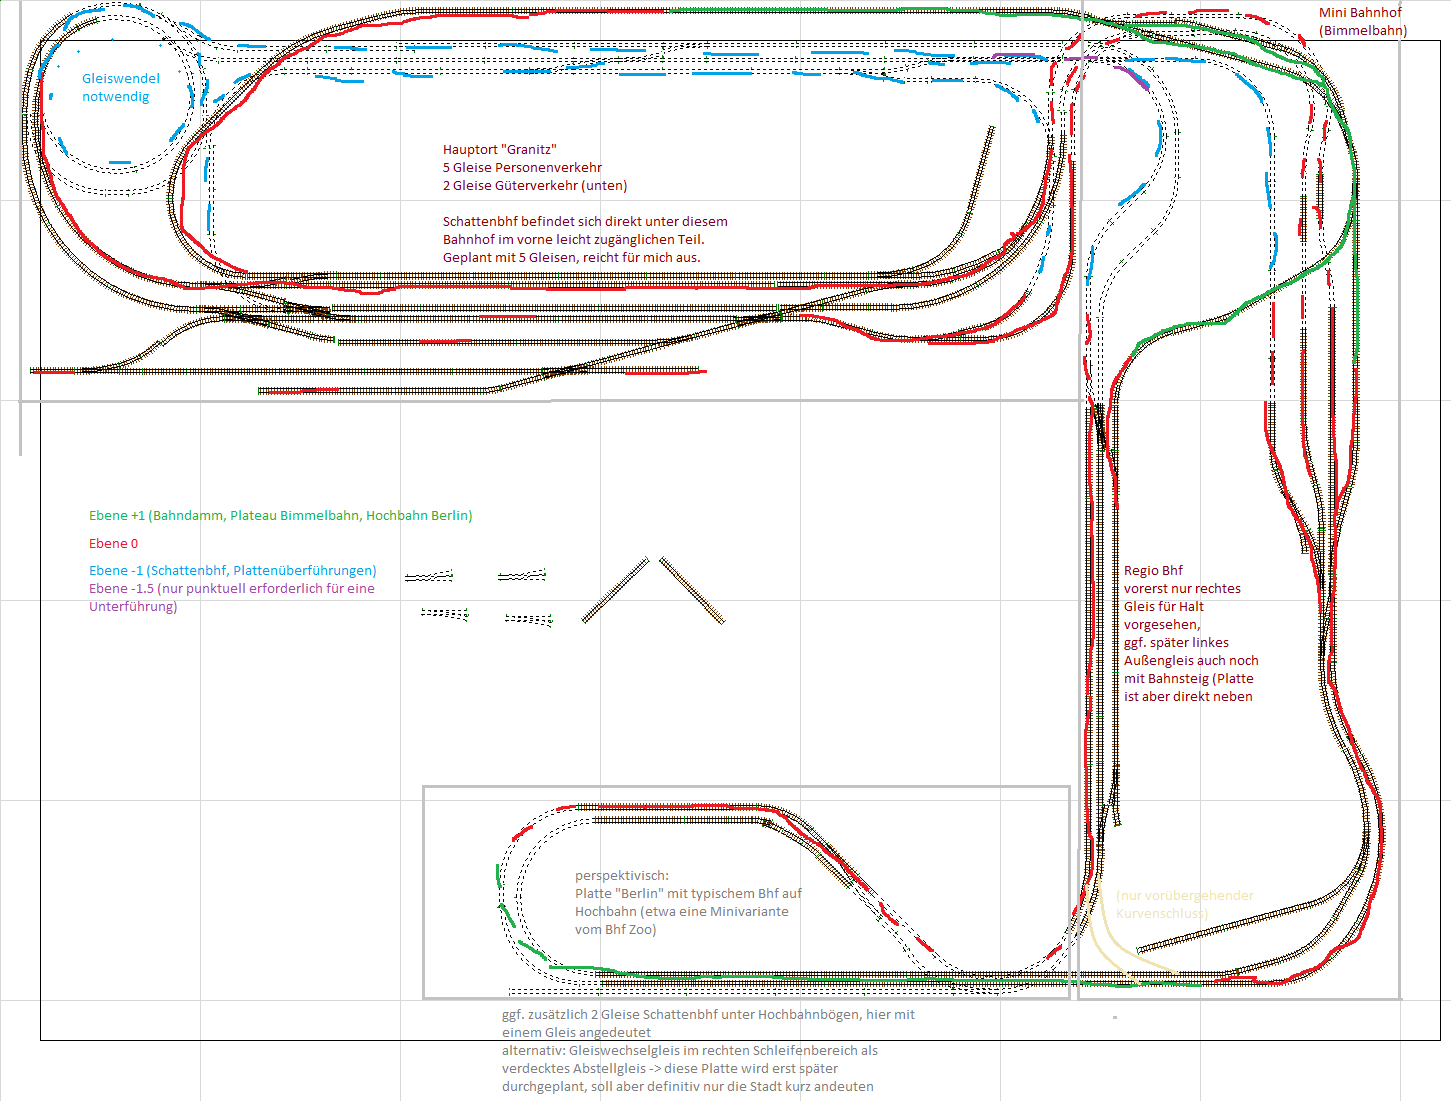 Mini Bahnhof
(Bimmelbahn)
Gleiswendel
notwendig
Hauptort "Granitz"
5 Gleise Personenverkehr
2 Gleise Güterverkehr (unten)
Schattenbhf befindet sich direkt unter diesem
Bahnhof im vorne leicht zugänglichen Teil.
Geplant mit 5 Gleisen, reicht für mich aus.
Ebene +1 (Bahndamm, Plateau Bimmelbahn, Hochbahn Berlin)
Ebene 0
Ebene -1 (Schattenbhf, Plattenüberführungen)
Ebene -1.5 (nur punktuell erforderlich für eine
Unterführung)
Regio Bhf
vorerst nur rechtes
Gleis für Halt
vorgesehen,
ggf. später linkes
Außengleis auch noch
mit Bahnsteig (Platte
ist aber direkt neben
perspektivisch:
Platte "Berlin" mit typischem Bhf auf
Hochbahn (etwa eine Minivariante
vom Bhf Zoo)
(nur vorübergehender
Kurvenschluss)
ggf. zusätzlich 2 Gleise Schattenbhf unter Hochbahnbögen, hier mit
einem Gleis angedeutet
alternativ: Gleiswechselgleis im rechten Schleifenbereich als
verdecktes Abstellgleis -> diese Platte wird erst später
durchgeplant, soll aber definitiv nur die Stadt kurz andeuten